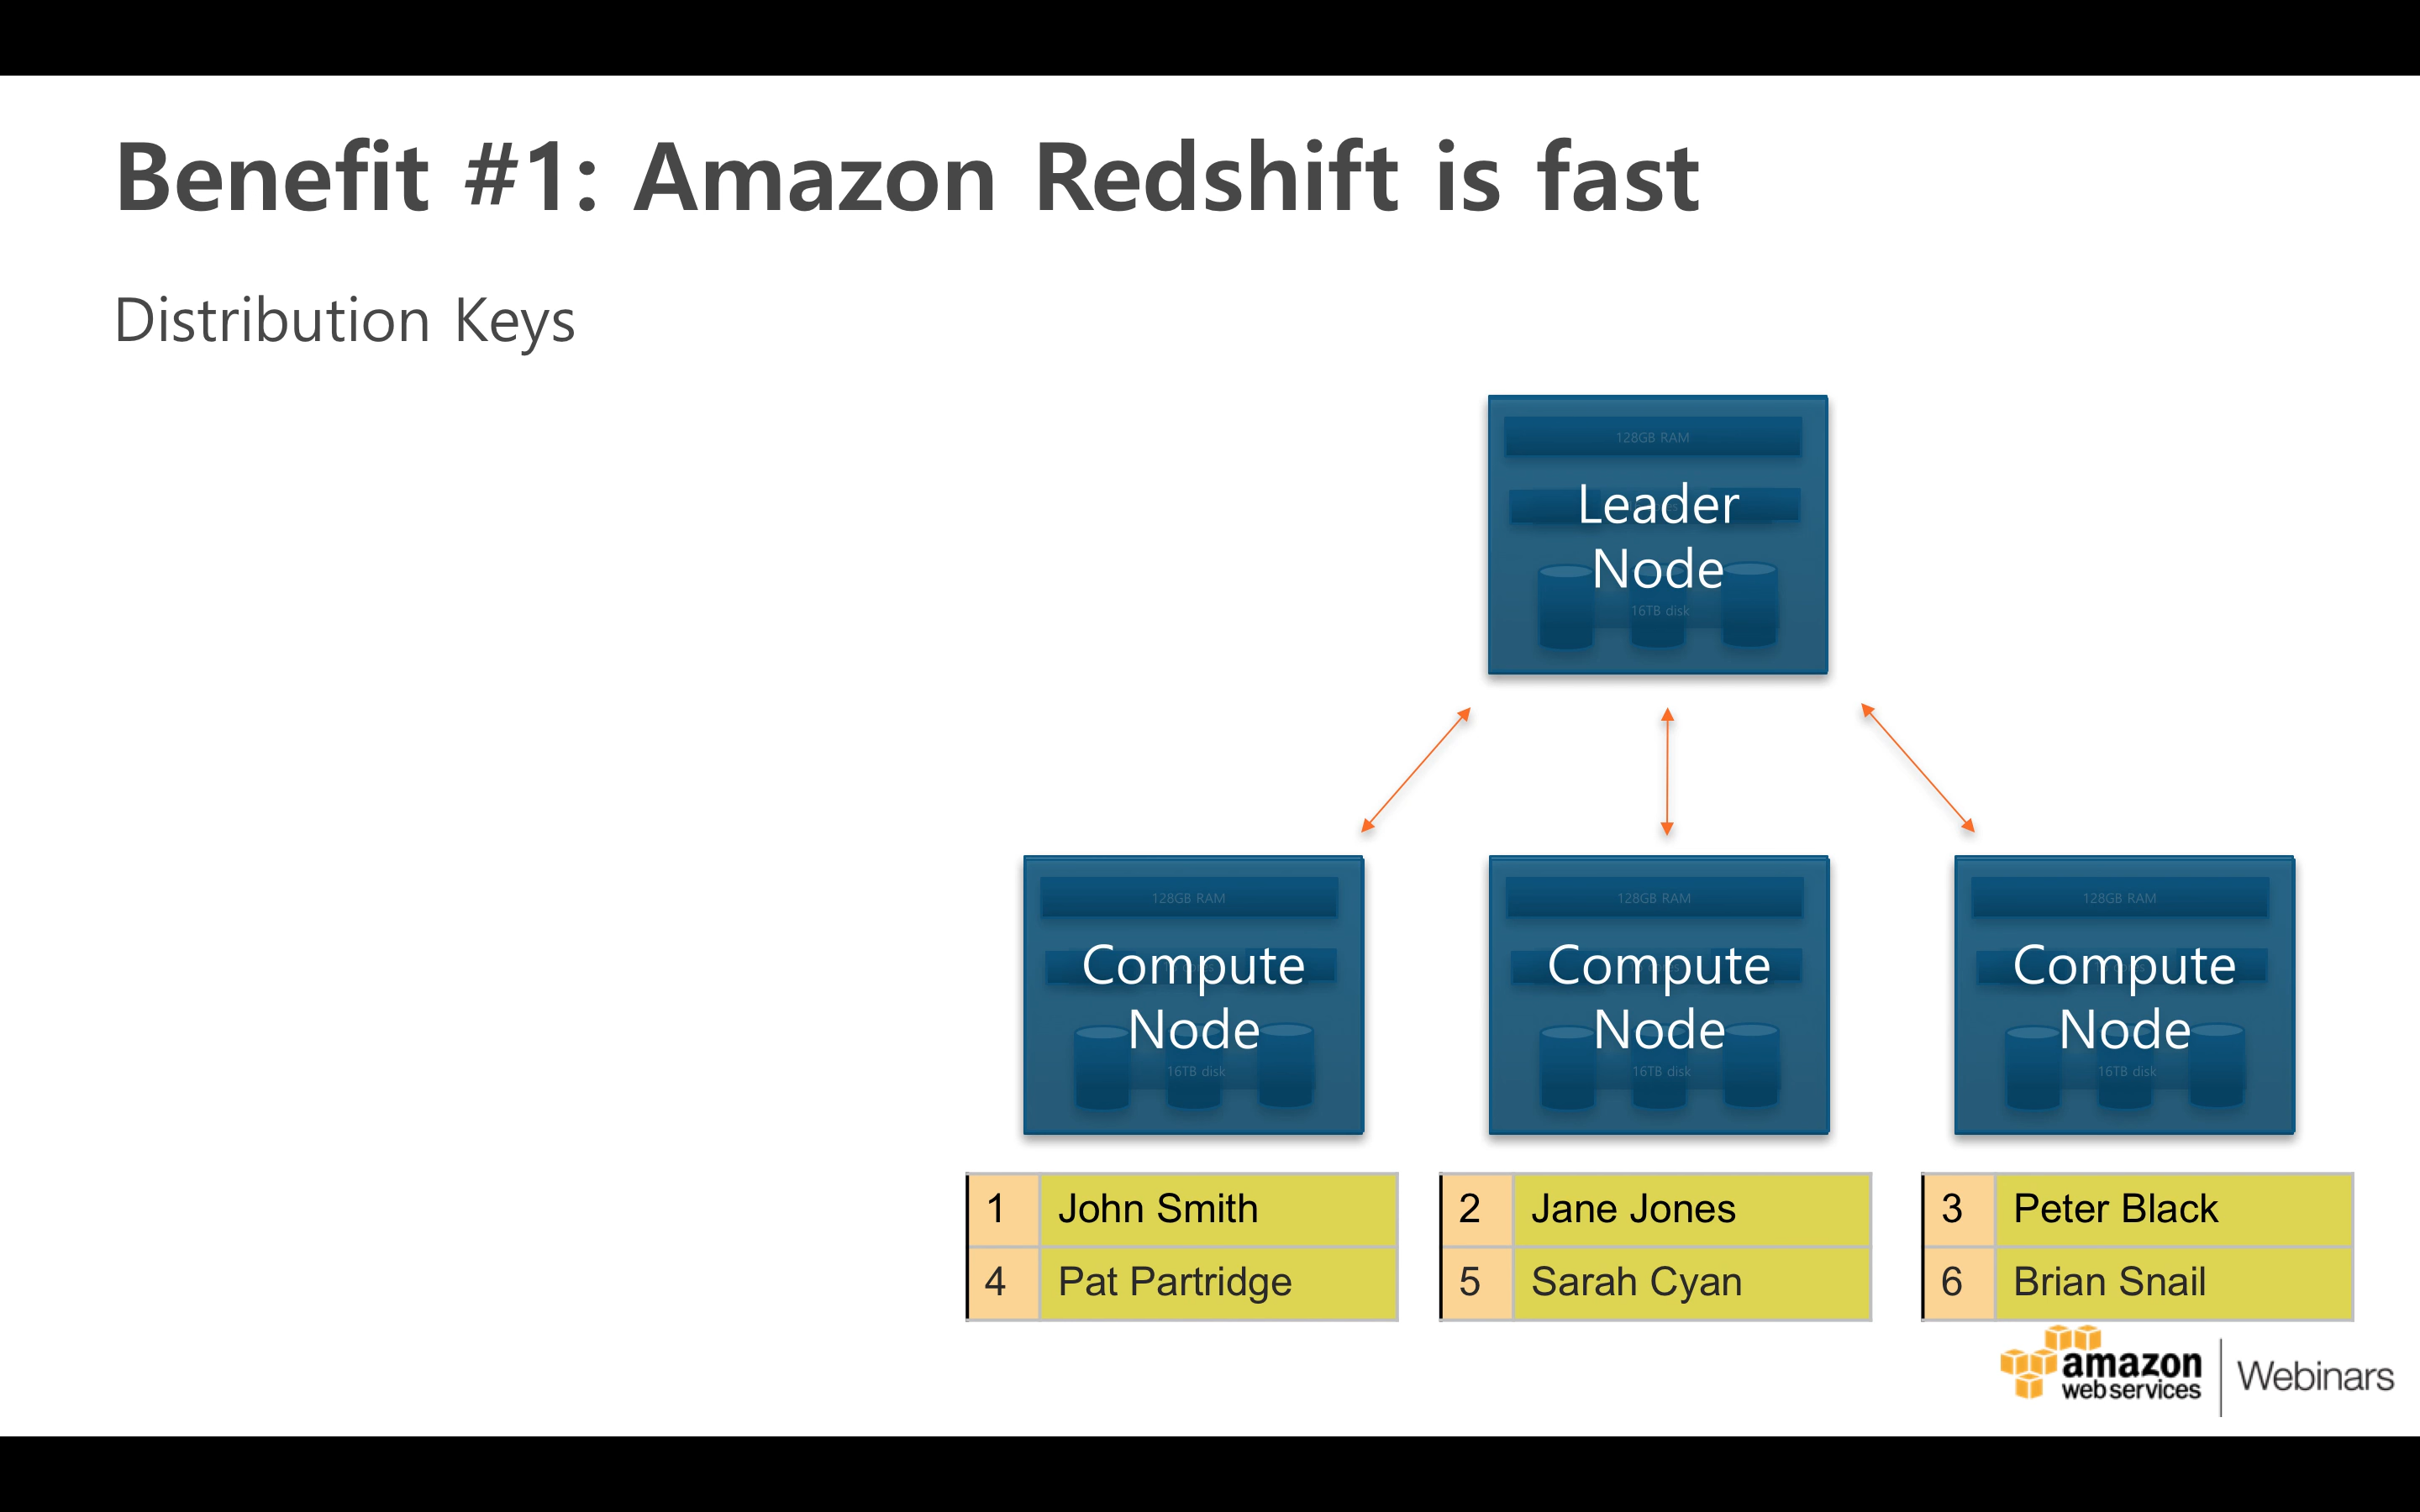 Benefit #1: Amazon Redshift is fast
Distribution Keys
128GB RAM
Leader
Node
16TB disk
128GB RAM
Compute
Node
16TB disk
128GB RAM
Compute
Node
16TB disk
128GB RAM
Compute
Node
16TB disk
1 John Smith
4 Pat Partridge
2 Jane Jones
5 Sarah Cyan
3 Peter Black
6 Brian Snail
amazon
web services
Webinars